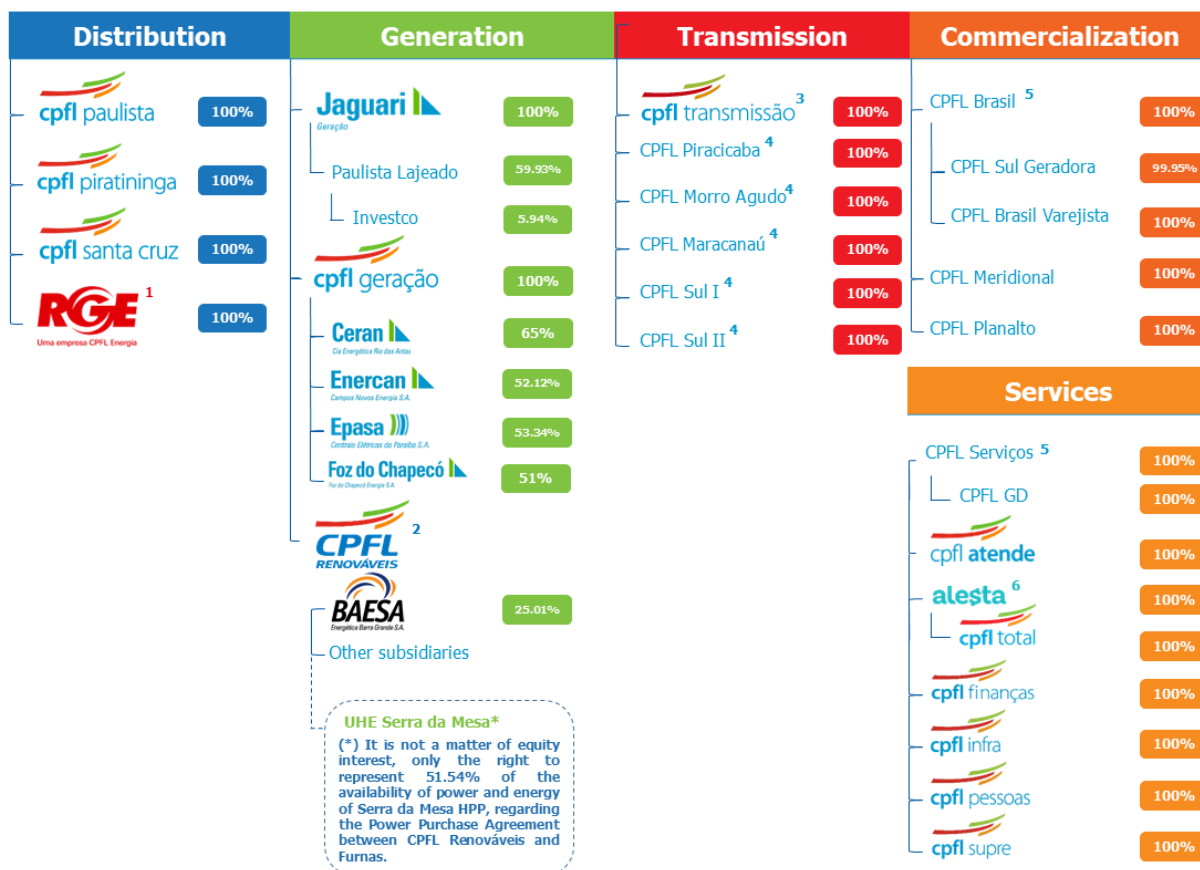 Distribution
cpfl paulista
100%
cpfl piratininga
100%
cpfl santa cruz
100%
RGE 1
Uma empresa CPFL Energia
100%
Generation
Jaguari
Geração
100%
Paulista Lajeado
59.93%
Investco
5.94%
cpfl geração
100%
Ceran
Cia Energética Rio das Antas
65%
Enercan
Campos Novos Energia S.A.
52.12%
Epasa
Centrais Elétricas da Paraíba S.A.
53.34%
Foz do Chapecó
Foz do Chapecó Energia S.A.
51%
CPFL 2
RENOVÁVEIS
BAESA
Energética Barra Grande S.A.
25.01%
Other subsidiaries
UHE Serra da Mesa*
(*) It is not a matter of equity
interest, only the right to
represent 51.54% of the
availability of power and energy
of Serra da Mesa HPP, regarding
the Power Purchase Agreement
between CPFL Renováveis and
Furnas.
Transmission
cpfl transmissão 3
100%
CPFL Piracicaba 4
100%
CPFL Morro Agudo 4
100%
CPFL Maracanaú 4
100%
CPFL Sul I 4
100%
CPFL Sul II 4
100%
Commercialization
CPFL Brasil 5
100%
CPFL Sul Geradora
99.95%
CPFL Brasil Varejista
100%
CPFL Meridional
100%
CPFL Planalto
100%
Services
CPFL Serviços 5
100%
CPFL GD
100%
cpfl atende
100%
alesta 6
100%
cpfl total
100%
cpfl finanças
100%
cpfl infra
100%
cpfl pessoas
100%
cpfl supre
100%